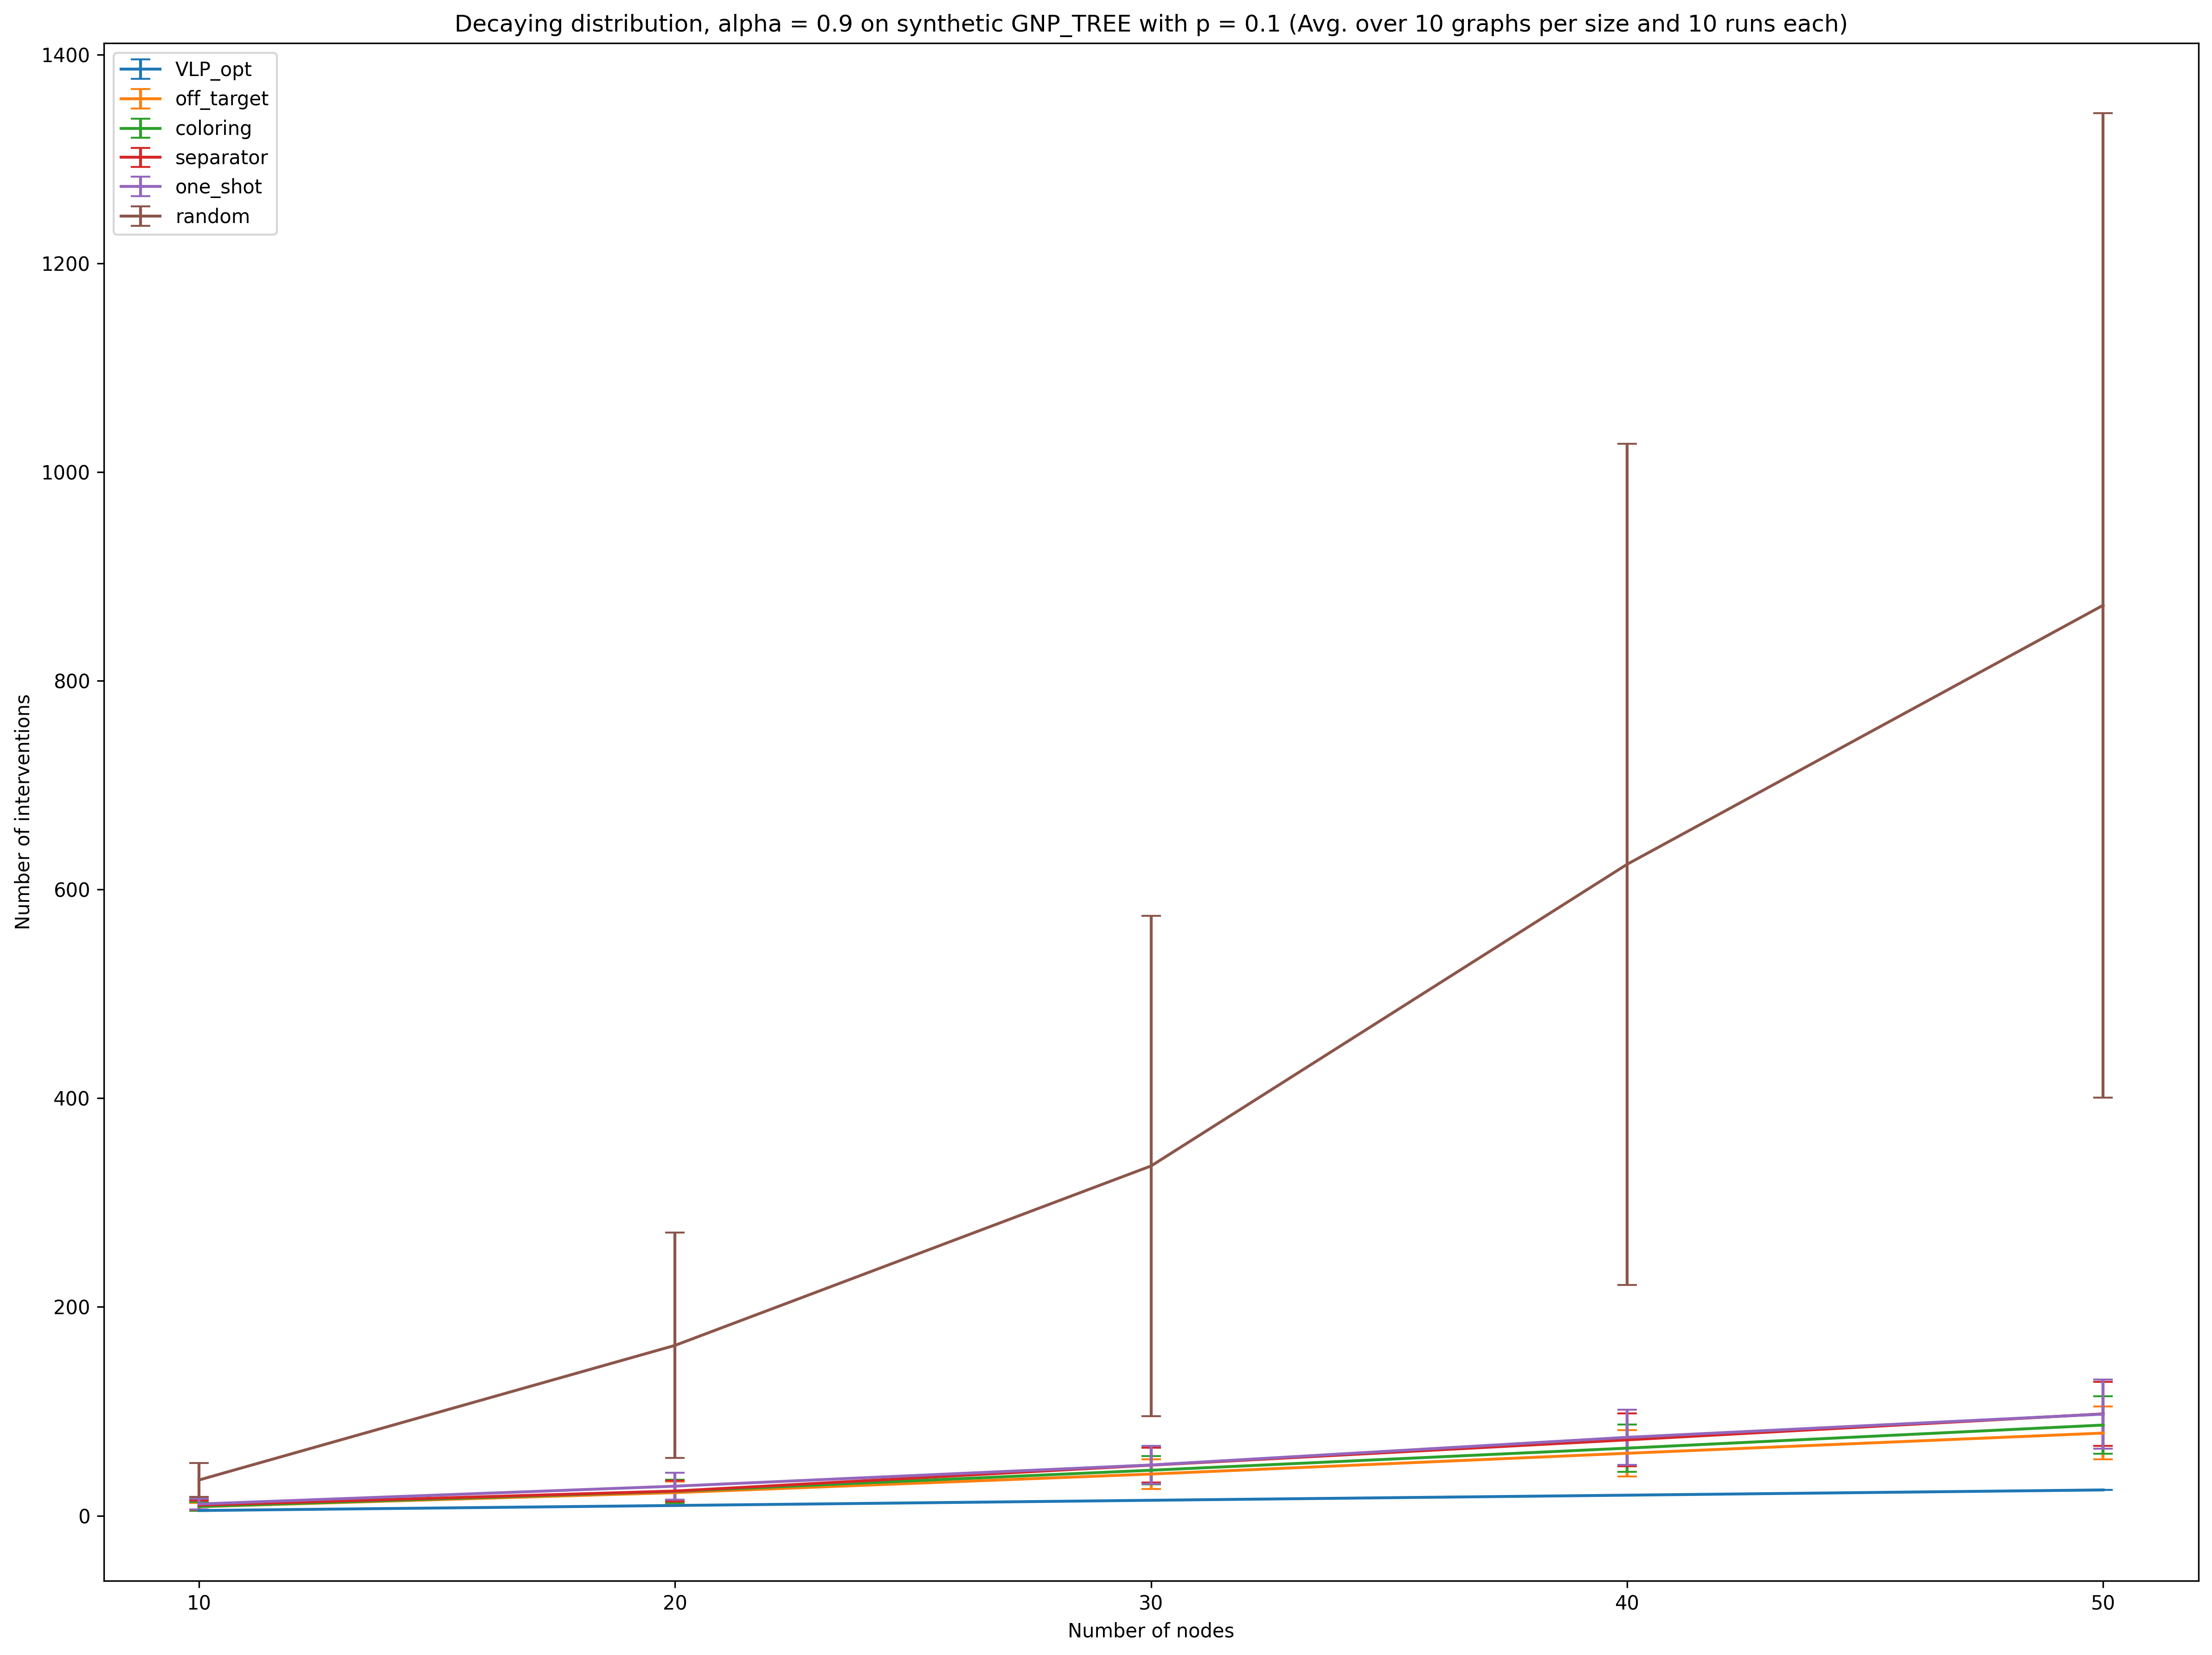 Decaying distribution, alpha = 0.9 on synthetic GNP_TREE with p = 0.1 (Avg. over 10 graphs per size and 10 runs each)
VLP_opt
off_target
coloring
separator
one_shot
random
1400
1200
1000
800
600
400
200
0
Number of interventions
10 20 30 40 50
Number of nodes